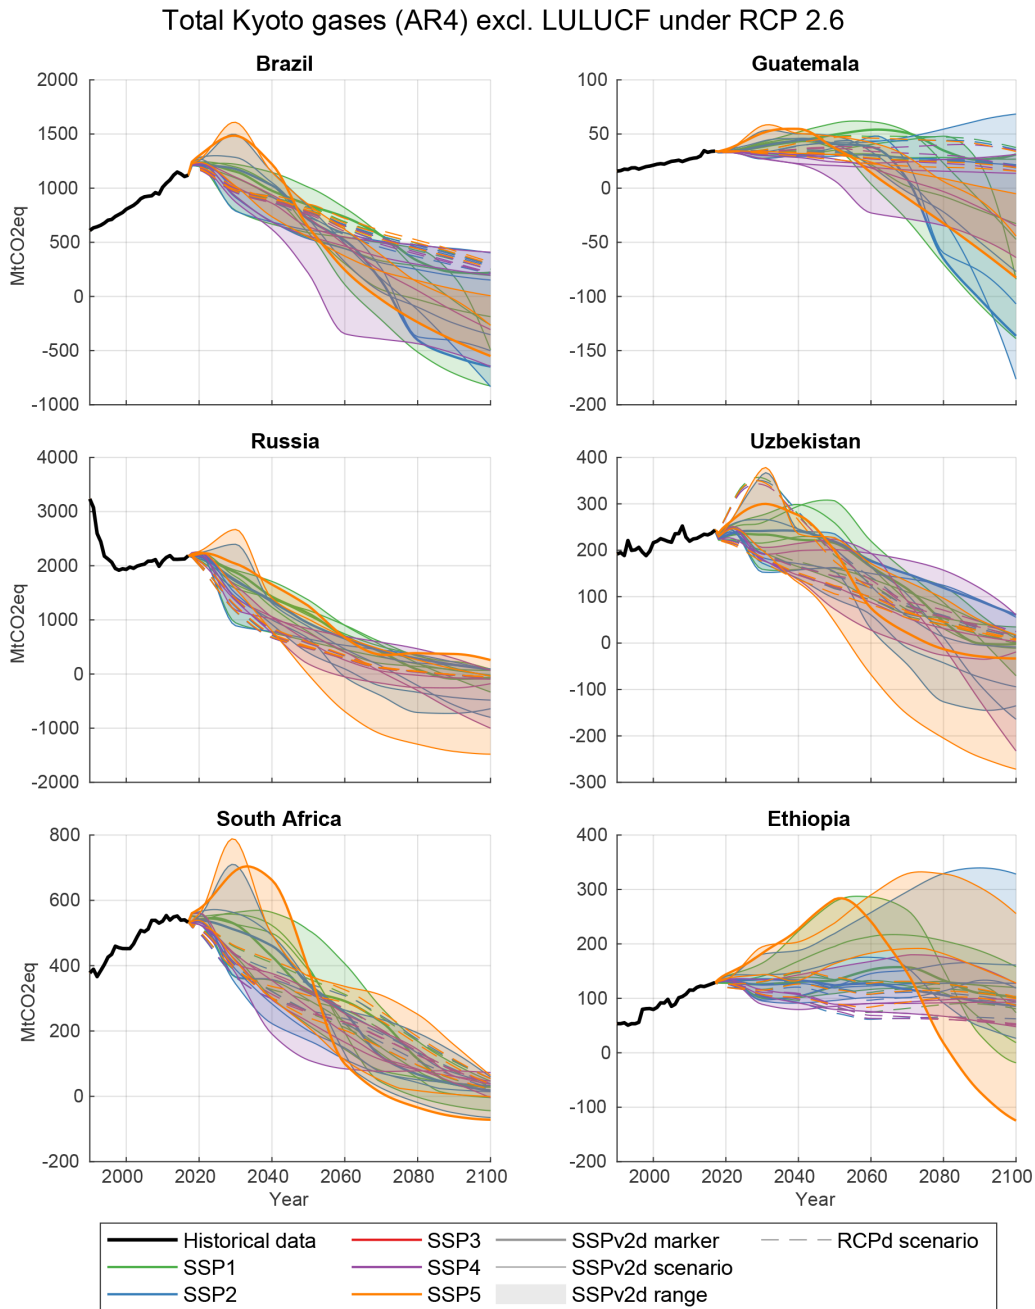 Total Kyoto gases (AR4) excl. LULUCF under RCP 2.6
Brazil
Guatemala
2000
1500
1000
500
0
-500
-1000
MtCO2eq
100
50
0
-50
-100
-150
-200
Russia
Uzbekistan
4000
3000
2000
1000
0
-1000
-2000
MtCO2eq
400
300
200
100
0
-100
-200
-300
South Africa
Ethiopia
800
600
400
200
0
-200
MtCO2eq
400
300
200
100
0
-100
-200
2000 2020 2040 2060 2080 2100
Year
2000 2020 2040 2060 2080 2100
Year
Historical data SSP3 SSPv2d marker RCPd scenario
SSP1 SSP4 SSPv2d scenario
SSP2 SSP5 SSPv2d range